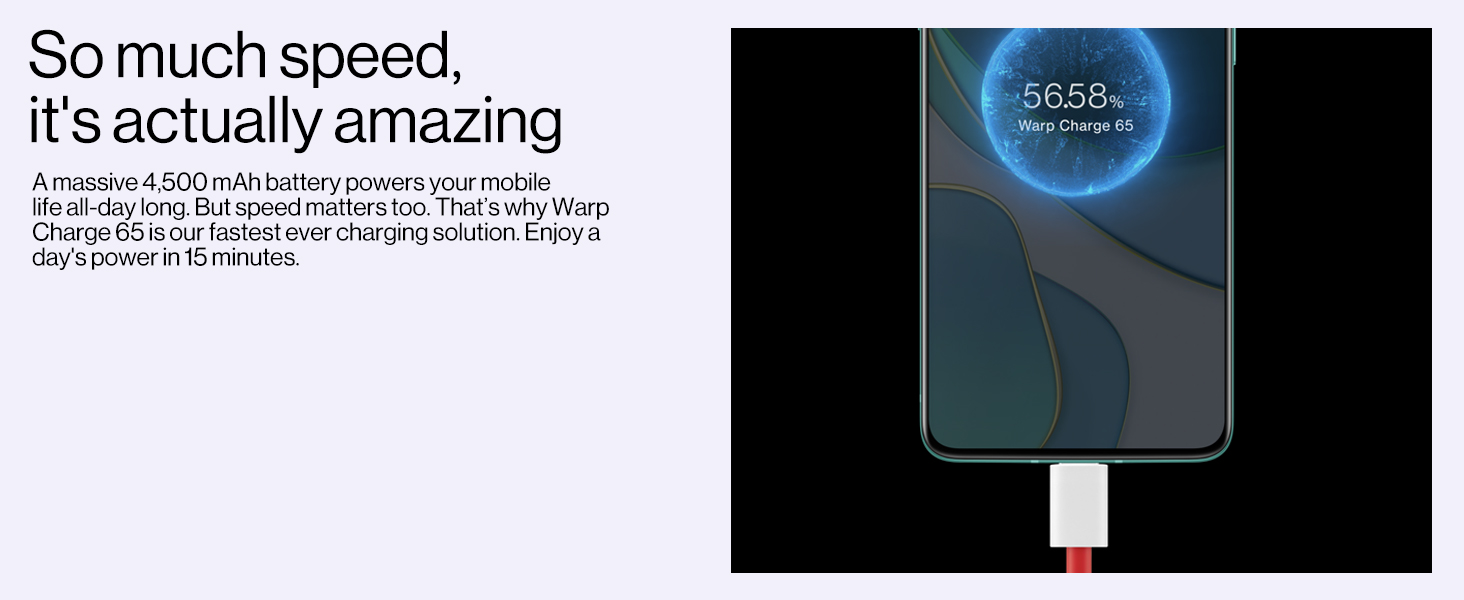 So much speed,
it's actually amazing
A massive 4,500 mAh battery powers your mobile
life all-day long. But speed matters too. That’s why Warp
Charge 65 is our fastest ever charging solution. Enjoy a
day's power in 15 minutes.
56.58%
Warp Charge 65